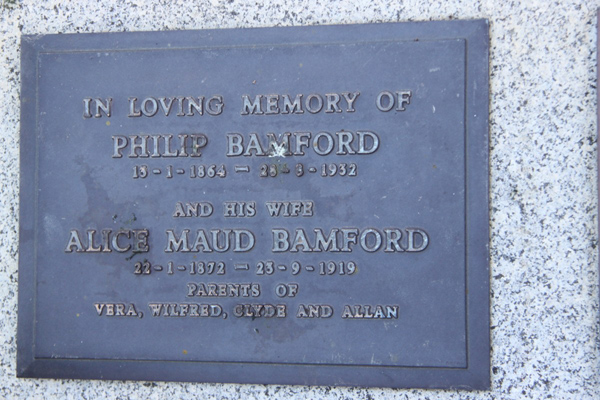 IN LOVING MEMORY OF
PHILIP BAMFORD
13-1-1864 - 28-3-1932
AND HIS WIFE
ALICE MAUD BAMFORD
22-1-1872 - 23-9-1919
PARENTS OF
VERA, WILFRED, CLYDE AND ALLAN